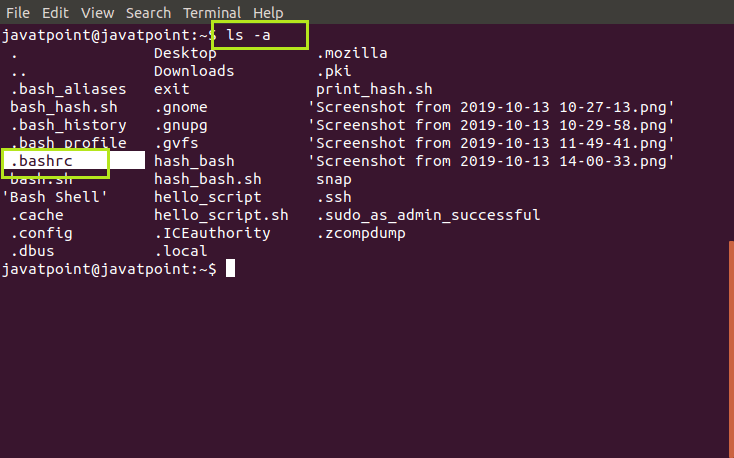 File Edit View Search Terminal Help
javatpoint@javatpoint:~$ ls -a
. Desktop .mozilla
.. Downloads .pki
.bash_aliases exit print_hash.sh
bash_hash.sh .gnome 'Screenshot from 2019-10-13 10-27-13.png'
.bash_history .gnupg 'Screenshot from 2019-10-13 10-29-58.png'
.bash_profile .gvfs 'Screenshot from 2019-10-13 11-49-41.png'
.bashrc hash_bash 'Screenshot from 2019-10-13 14-00-33.png'
bash.sh hash_bash.sh snap
'Bash Shell' hello_script .ssh
.cache hello_script.sh .sudo_as_admin_successful
.config .ICEauthority .zcompdump
.dbus .local
javatpoint@javatpoint:~$